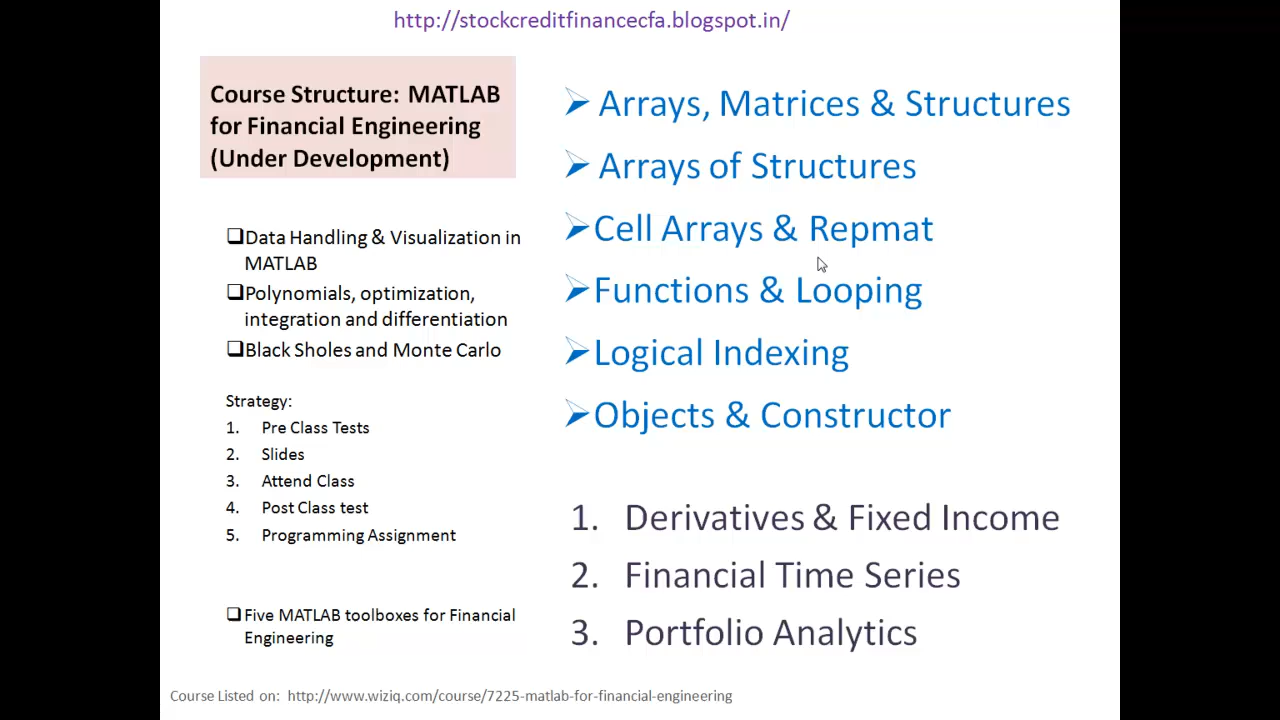 http://stockcreditfinancecfa.blogspot.in/
Course Structure: MATLAB
for Financial Engineering
(Under Development)
Data Handling & Visualization in
MATLAB
Polynomials, optimization,
integration and differentiation
Black Sholes and Monte Carlo
Strategy:
1. Pre Class Tests
2. Slides
3. Attend Class
4. Post Class test
5. Programming Assignment
Five MATLAB toolboxes for Financial
Engineering
Arrays, Matrices & Structures
Arrays of Structures
Cell Arrays & Repmat
Functions & Looping
Logical Indexing
Objects & Constructor
1. Derivatives & Fixed Income
2. Financial Time Series
3. Portfolio Analytics
Course Listed on: http://www.wiziq.com/course/7225-matlab-for-financial-engineering